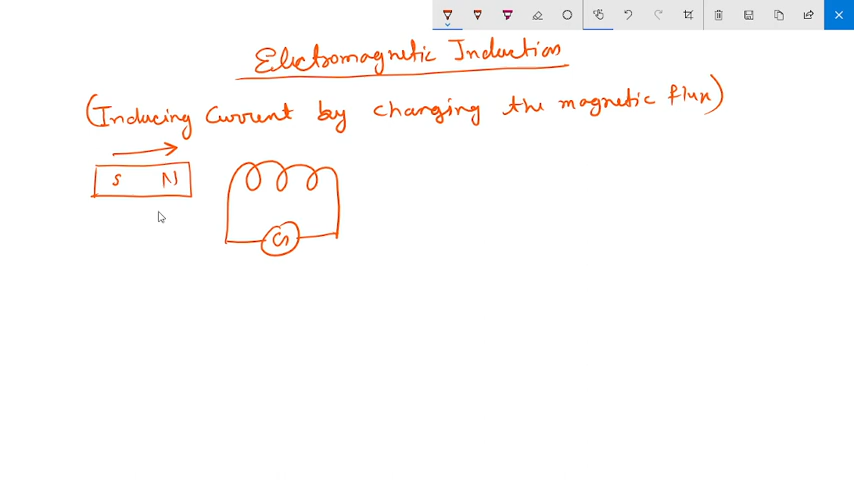 Electromagnetic Induction
(Inducing Current by changing the magnetic flux)
S N
G